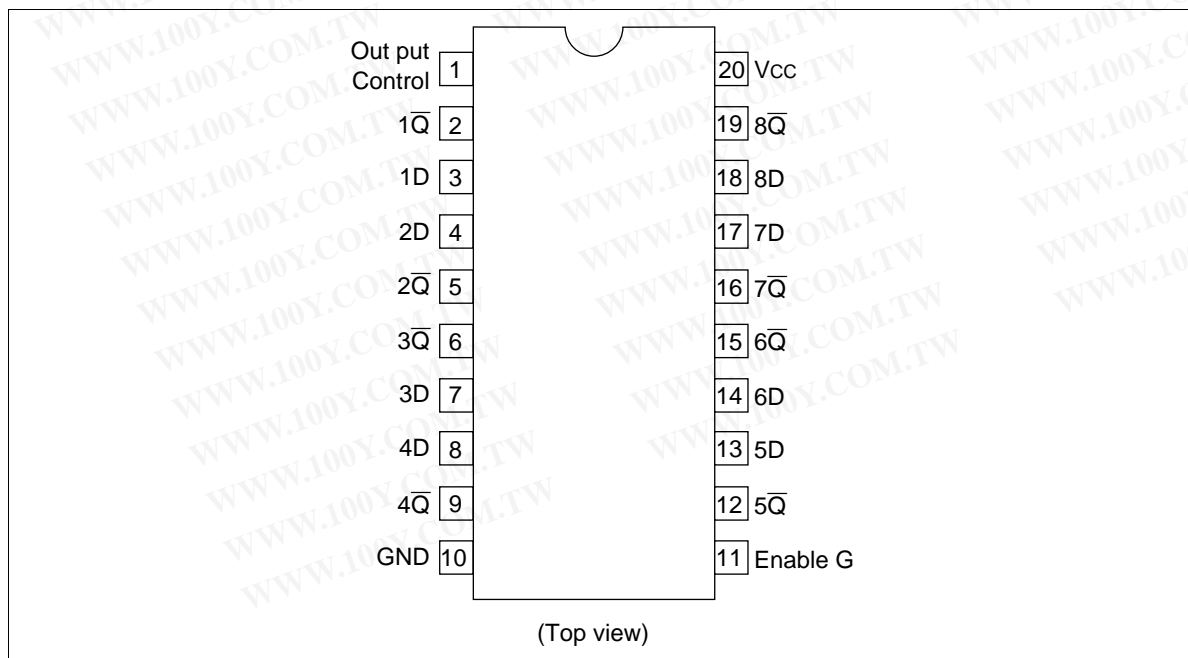 Out put
Control 1
1Q̅ 2
1D 3
2D 4
2Q̅ 5
3Q̅ 6
3D 7
4D 8
4Q̅ 9
GND 10
20 Vcc
19 8Q̅
18 8D
17 7D
16 7Q̅
15 6Q̅
14 6D
13 5D
12 5Q̅
11 Enable G
(Top view)
WWW.100Y.COM.TW